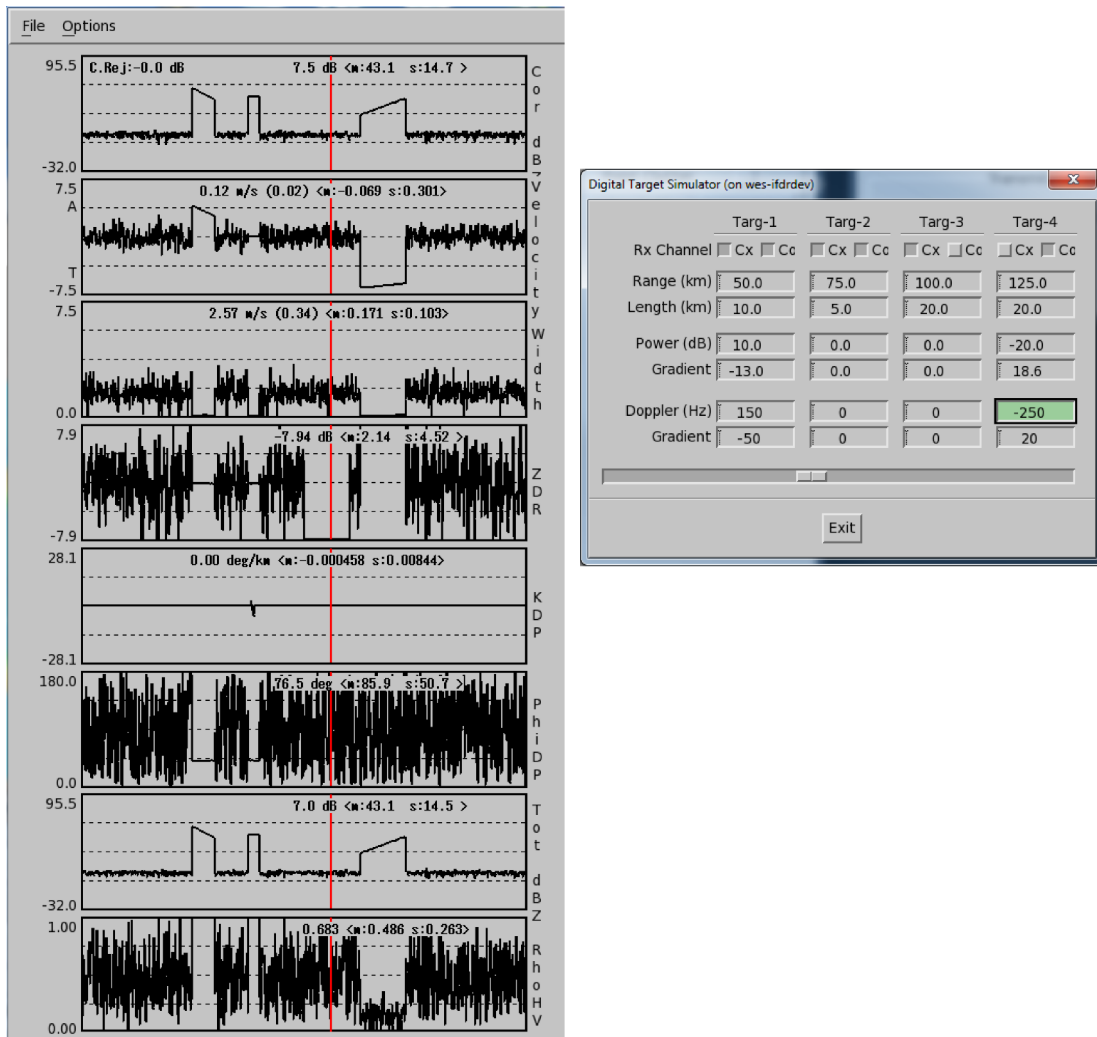 File Options
95.5
C.Rej:-0.0 dB 7.5 dB <m:43.1 s:14.7 >
-32.0
Cor dBZ
7.5
A
0.12 m/s (0.02) <m:-0.069 s:0.301>
T
-7.5
Velocity
7.5
2.57 m/s (0.34) <m:0.171 s:0.103>
0.0
Width
7.9
-7.94 dB <m:2.14 s:4.52 >
-7.9
ZDR
28.1
0.00 deg/km <m:-0.000458 s:0.00844>
-28.1
KDP
180.0
76.5 deg <m:85.9 s:50.7 >
0.0
PhiDP
95.5
7.0 dB <m:43.1 s:14.5 >
-32.0
Tot dBZ
1.00
0.683 <m:0.486 s:0.263>
0.00
RhoHV
Digital Target Simulator (on wes-ifdrdev)
Targ-1 Targ-2 Targ-3 Targ-4
Rx Channel Cx Co Cx Co Cx Co Cx Co
Range (km) 50.0 75.0 100.0 125.0
Length (km) 10.0 5.0 20.0 20.0
Power (dB) 10.0 0.0 0.0 -20.0
Gradient -13.0 0.0 0.0 18.6
Doppler (Hz) 150 0 0 -250
Gradient -50 0 0 20
Exit